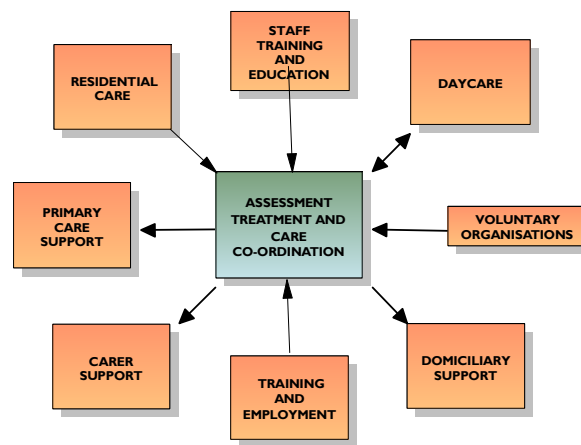 STAFF
TRAINING
AND
EDUCATION
RESIDENTIAL
CARE
DAYCARE
ASSESSMENT
TREATMENT AND
CARE
CO-ORDINATION
PRIMARY
CARE
SUPPORT
VOLUNTARY
ORGANISATIONS
CARER
SUPPORT
TRAINING
AND
EMPLOYMENT
DOMICILIARY
SUPPORT